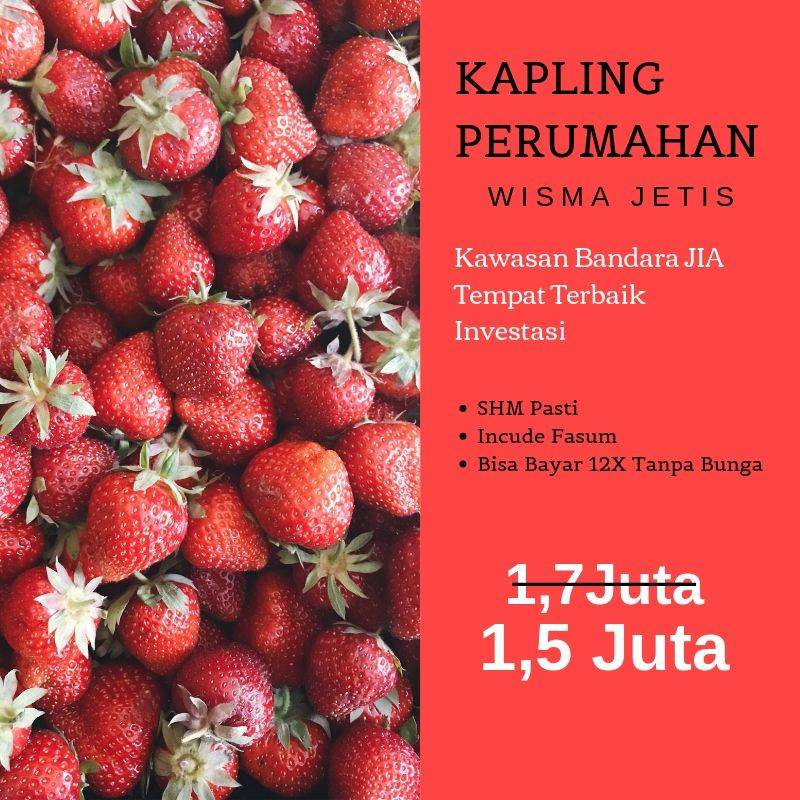 KAPLING
PERUMAHAN
WISMA JETIS
Kawasan Bandara JIA
Tempat Terbaik
Investasi
• SHM Pasti
• Incude Fasum
• Bisa Bayar 12X Tanpa Bunga
1,7Juta
1,5 Juta